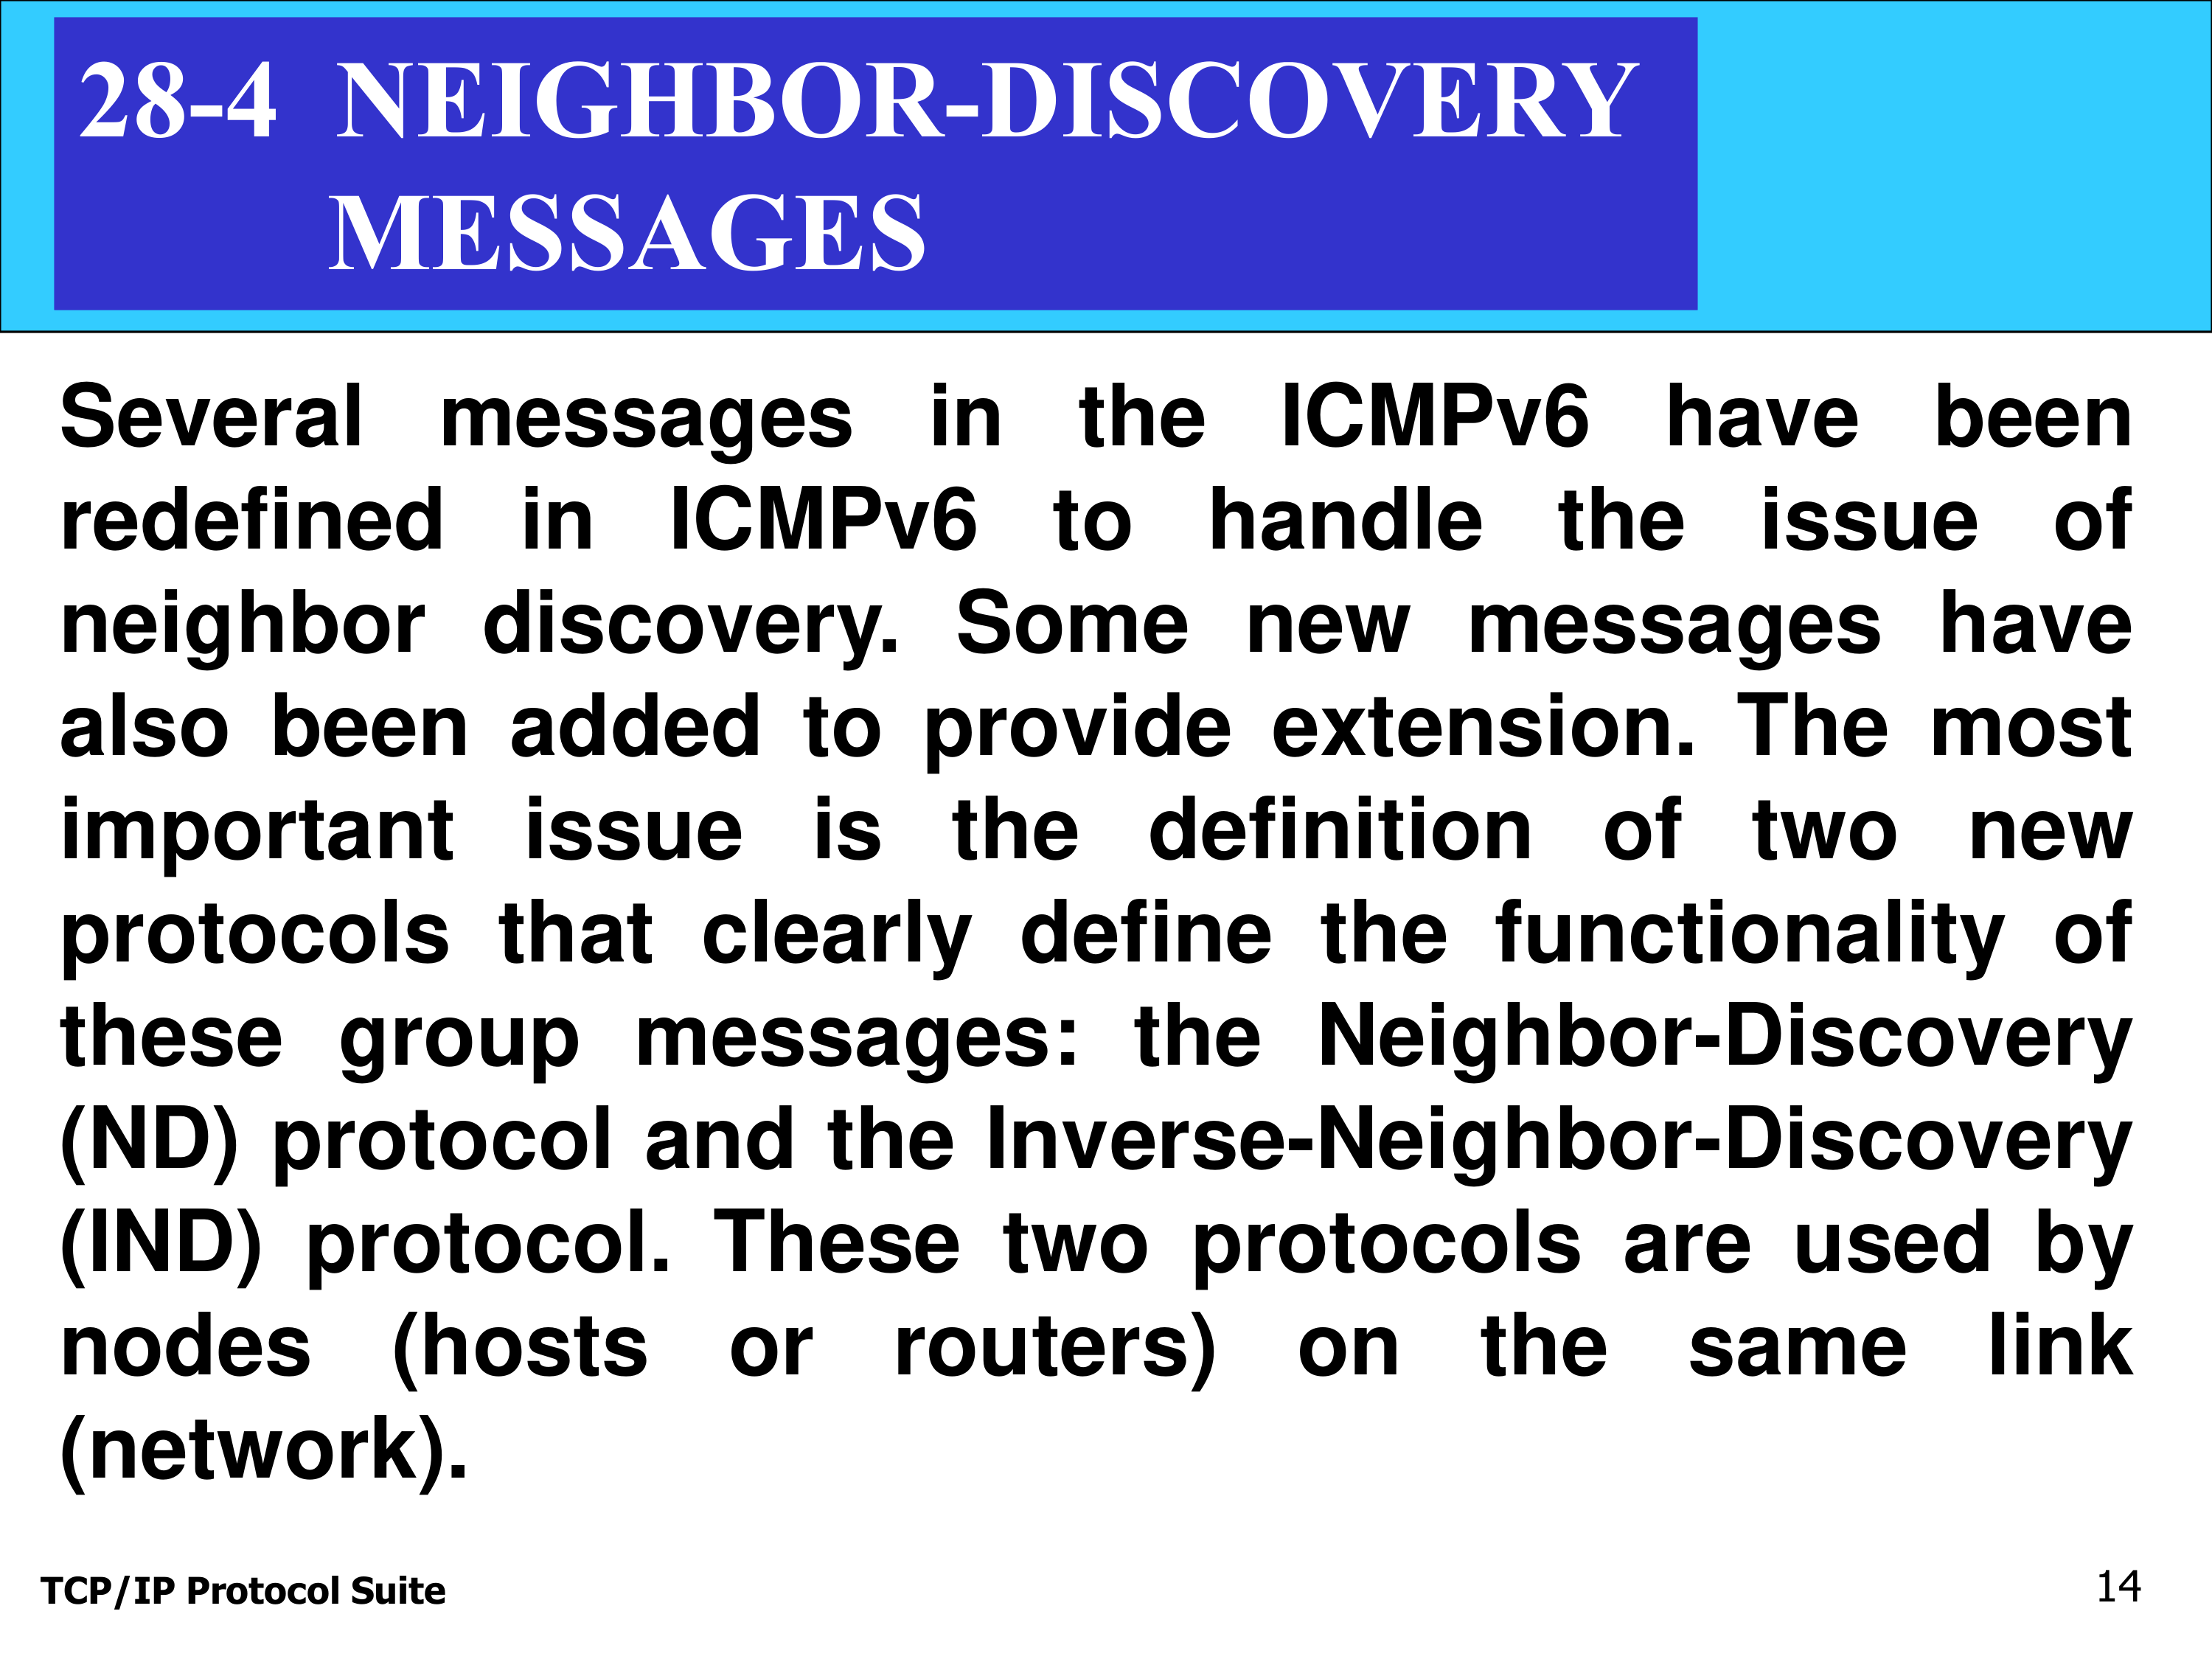 28-4 NEIGHBOR-DISCOVERY
MESSAGES
Several messages in the ICMPv6 have been
redefined in ICMPv6 to handle the issue of
neighbor discovery. Some new messages have
also been added to provide extension. The most
important issue is the definition of two new
protocols that clearly define the functionality of
these group messages: the Neighbor-Discovery
(ND) protocol and the Inverse-Neighbor-Discovery
(IND) protocol. These two protocols are used by
nodes (hosts or routers) on the same link
(network).
TCP/IP Protocol Suite
14